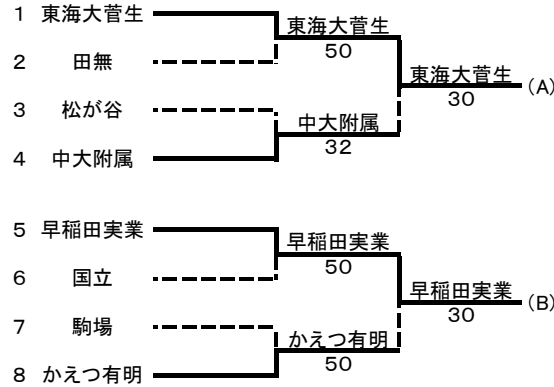 1 東海大菅生
東海大菅生
2 田無
50
東海大菅生
(A)
30
3 松が谷
中大附属
32
4 中大附属
5 早稲田実業
早稲田実業
6 国立
50
早稲田実業
(B)
30
7 駒場
かえつ有明
50
8 かえつ有明